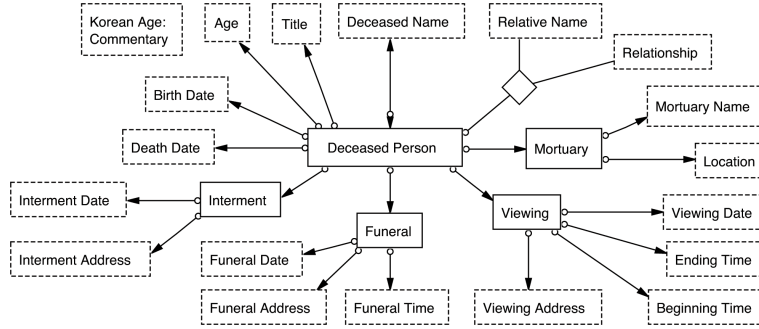 Korean Age:
Commentary
Age
Title
Deceased Name
Relative Name
Relationship
Birth Date
Mortuary Name
Death Date
Deceased Person
Mortuary
Location
Interment Date
Interment
Viewing
Viewing Date
Funeral
Interment Address
Funeral Date
Ending Time
Funeral Address
Funeral Time
Viewing Address
Beginning Time